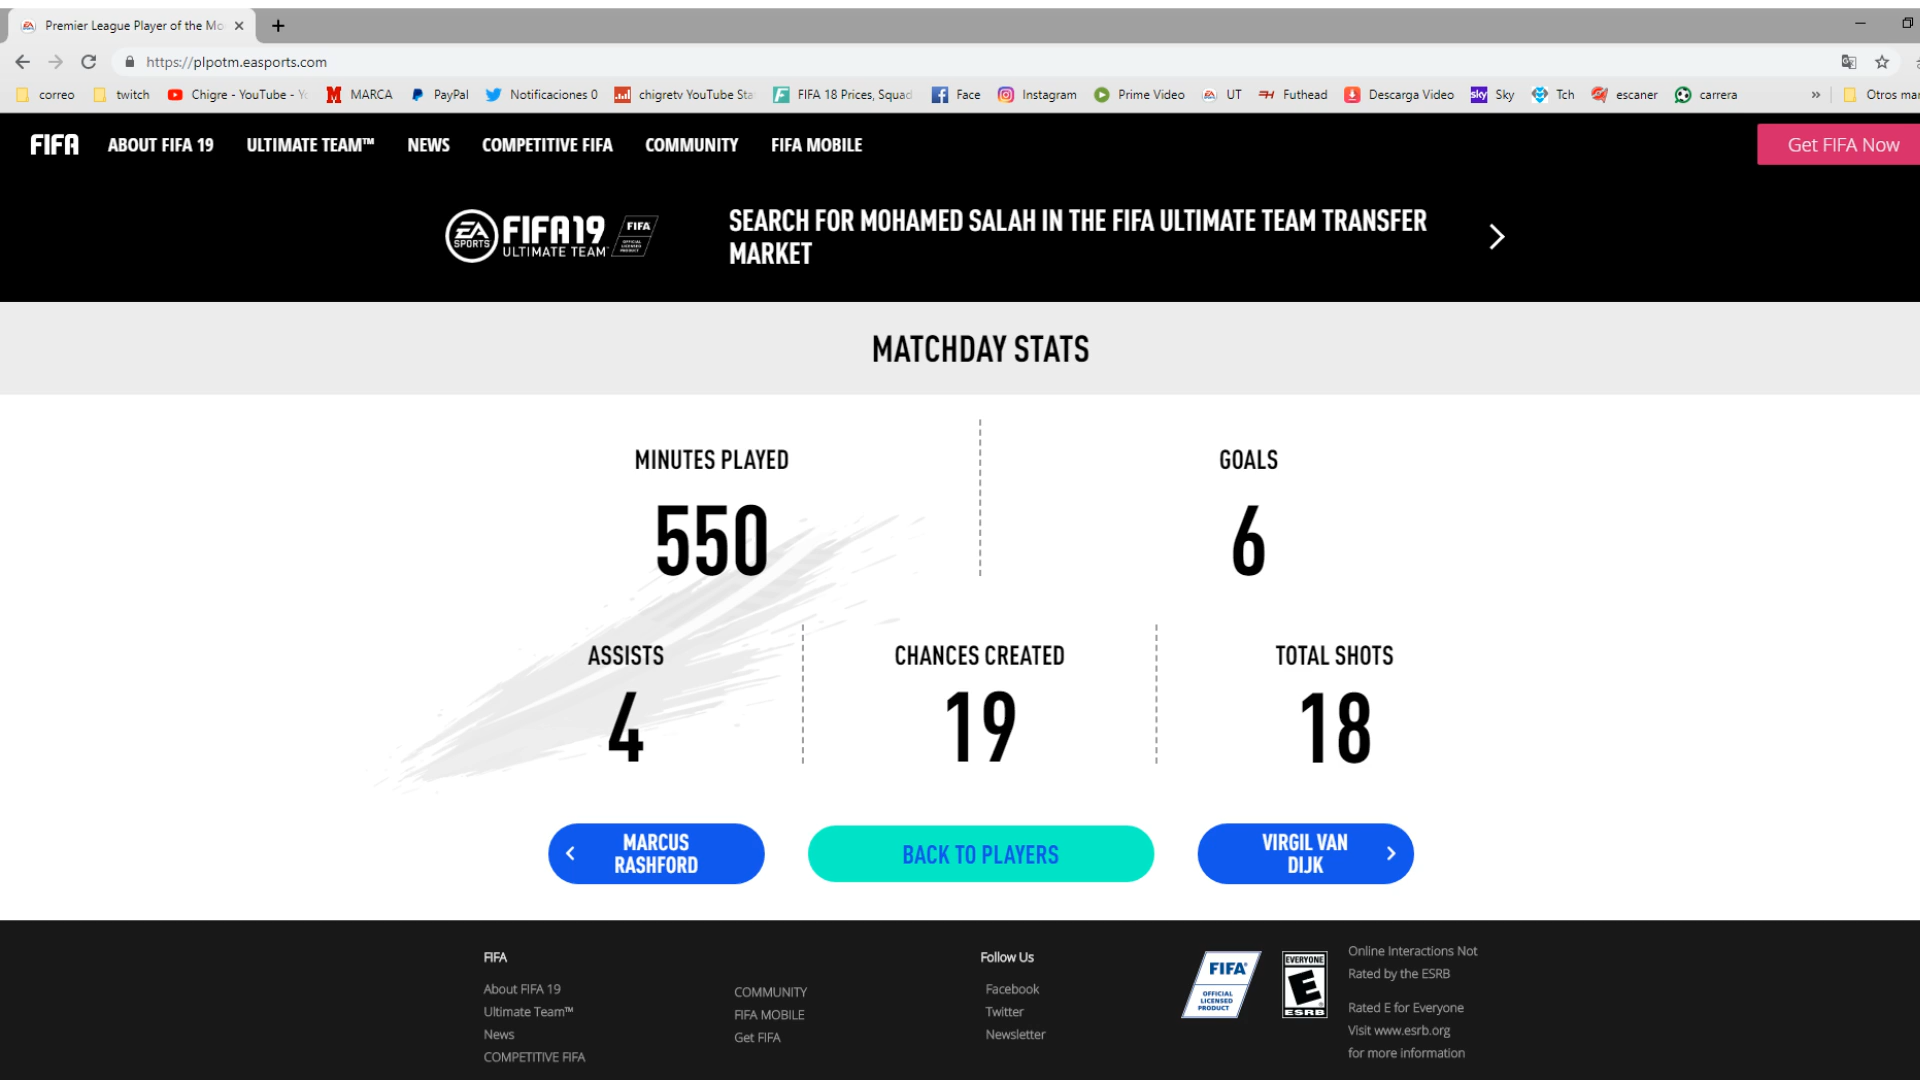 Premier League Player of the Mo
https://plpotm.easports.com
correo twitch Chigre - YouTube - Yo MARCA PayPal Notificaciones 0 chigretv YouTube Sta FIFA 18 Prices, Squad Face Instagram Prime Video UT Futhead Descarga Video Sky Tch escaner carrera » Otros mar
FIFA ABOUT FIFA 19 ULTIMATE TEAM™ NEWS COMPETITIVE FIFA COMMUNITY FIFA MOBILE Get FIFA Now
EA SPORTS FIFA19 ULTIMATE TEAM FIFA OFFICIAL LICENSED PRODUCT
SEARCH FOR MOHAMED SALAH IN THE FIFA ULTIMATE TEAM TRANSFER
MARKET
MATCHDAY STATS
MINUTES PLAYED GOALS
550 6
ASSISTS CHANCES CREATED TOTAL SHOTS
4 19 18
MARCUS
RASHFORD
BACK TO PLAYERS
VIRGIL VAN
DIJK
FIFA
About FIFA 19
Ultimate Team™
News
COMPETITIVE FIFA
COMMUNITY
FIFA MOBILE
Get FIFA
Follow Us
Facebook
Twitter
Newsletter
FIFA®
OFFICIAL
LICENSED
PRODUCT
EVERYONE
E
ESRB
Online Interactions Not
Rated by the ESRB
Rated E for Everyone
Visit www.esrb.org
for more information